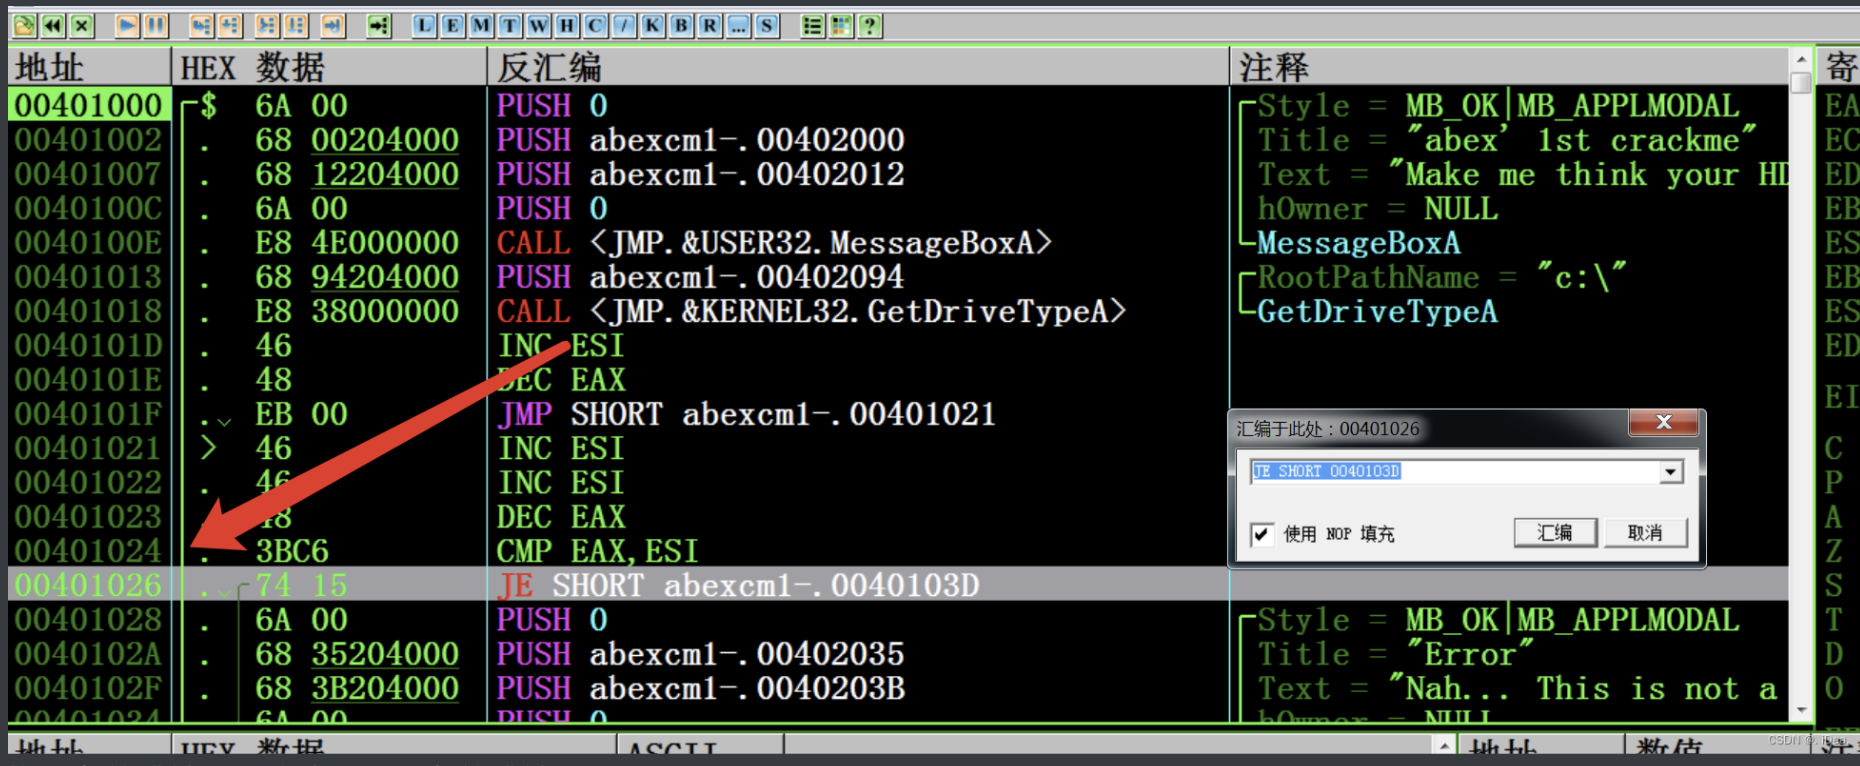 L E M T W H C / K B R ... S ?
地址 HEX 数据 反汇编 注释 寄
00401000 $ 6A 00 PUSH 0 Style = MB_OK|MB_APPLMODAL EA
00401002 . 68 00204000 PUSH abexcm1-.00402000 Title = "abex' 1st crackme" EC
00401007 . 68 12204000 PUSH abexcm1-.00402012 Text = "Make me think your HD ED
0040100C . 6A 00 PUSH 0 hOwner = NULL EB
0040100E . E8 4E000000 CALL <JMP.&USER32.MessageBoxA> MessageBoxA ES
00401013 . 68 94204000 PUSH abexcm1-.00402094 RootPathName = "c:\" EB
00401018 . E8 38000000 CALL <JMP.&KERNEL32.GetDriveTypeA> GetDriveTypeA ES
0040101D . 46 INC ESI ED
0040101E . 48 DEC EAX
0040101F . EB 00 JMP SHORT abexcm1-.00401021 EI
00401021 > 46 INC ESI C
00401022 . 46 INC ESI P
00401023 . 48 DEC EAX A
00401024 . 3BC6 CMP EAX,ESI Z
00401026 . 74 15 JE SHORT abexcm1-.0040103D S
00401028 . 6A 00 PUSH 0 Style = MB_OK|MB_APPLMODAL T
0040102A . 68 35204000 PUSH abexcm1-.00402035 Title = "Error" D
0040102F . 68 3B204000 PUSH abexcm1-.0040203B Text = "Nah... This is not a O
00401034 . 6A 00 PUSH 0 hOwner = NULL
汇编于此处：00401026
JE SHORT 0040103D
使用 NOP 填充 汇编 取消
地址 HEX 数据 ASCII 地址 数值 注